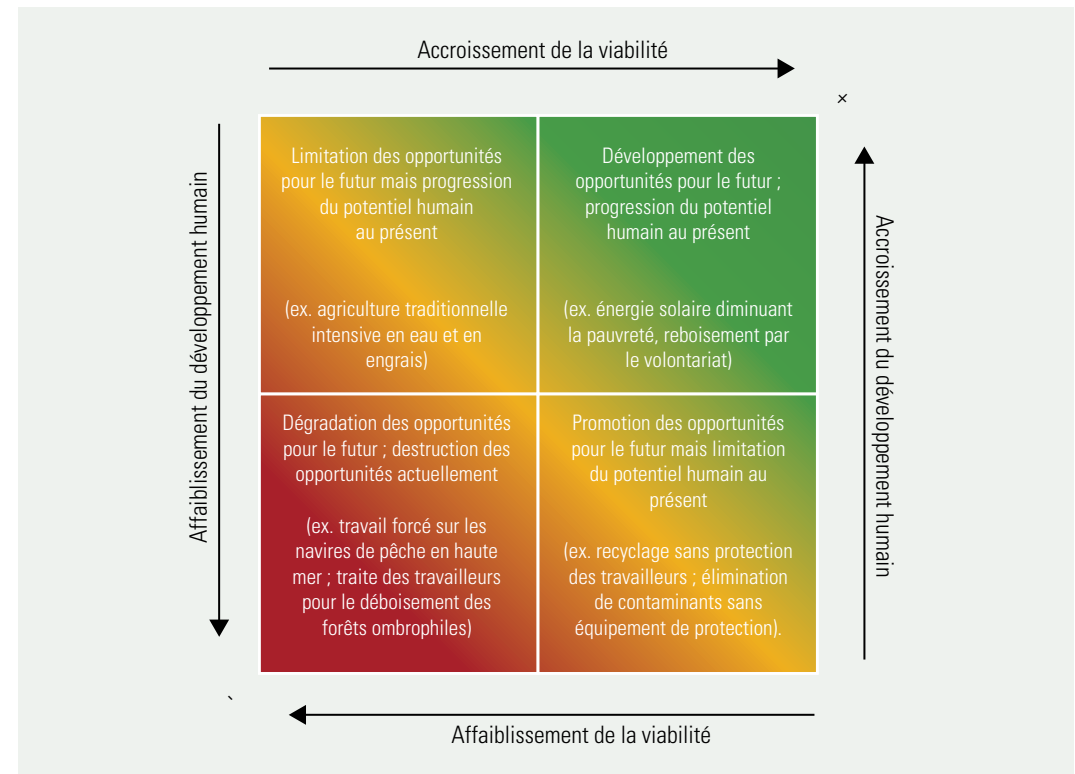 Accroissement de la viabilité
×
Affaiblissement du développement humain
Limitation des opportunités
pour le futur mais progression
du potentiel humain
au présent
(ex. agriculture traditionnelle
intensive en eau et en
engrais)
Développement des
opportunités pour le futur ;
progression du potentiel
humain au présent
(ex. énergie solaire diminuant
la pauvreté, reboisement par
le volontariat)
Accroissement du développement humain
Dégradation des opportunités
pour le futur ; destruction des
opportunités actuellement
(ex. travail forcé sur les
navires de pêche en haute
mer ; traite des travailleurs
pour le déboisement des
forêts ombrophiles)
Promotion des opportunités
pour le futur mais limitation
du potentiel humain au
présent
(ex. recyclage sans protection
des travailleurs ; élimination
de contaminants sans
équipement de protection).
`
Affaiblissement de la viabilité